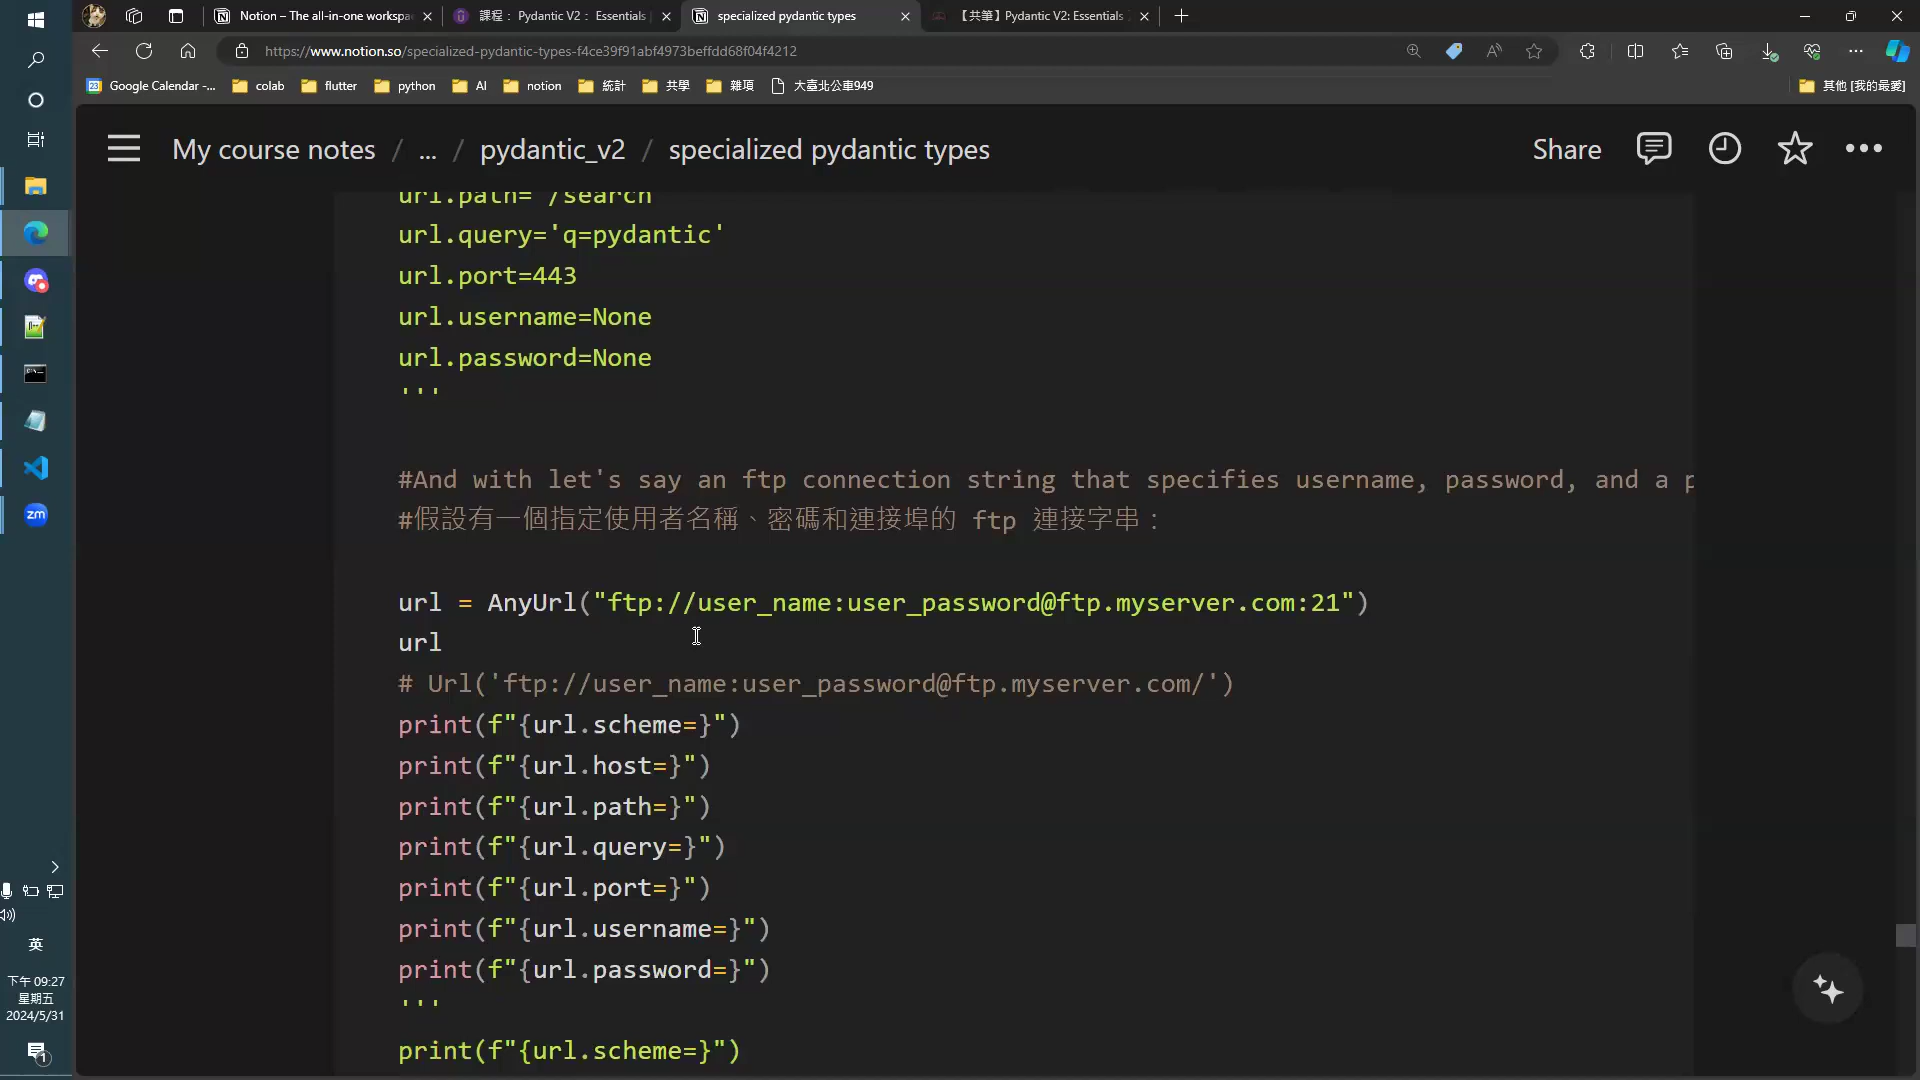 Notion – The all-in-one workspa
課程： Pydantic V2： Essentials
specialized pydantic types
【共筆】Pydantic V2: Essentials
https://www.notion.so/specialized-pydantic-types-f4ce39f91abf4973beffdd68f04f4212
Google Calendar -...
colab
flutter
python
AI
notion
統計
共學
雜項
大臺北公車949
其他 [我的最愛]
My course notes / ... / pydantic_v2 / specialized pydantic types
Share
url.path='/search
url.query='q=pydantic'
url.port=443
url.username=None
url.password=None
'''
#And with let's say an ftp connection string that specifies username, password, and a p
#假設有一個指定使用者名稱、密碼和連接埠的 ftp 連接字串：
url = AnyUrl("ftp://user_name:user_password@ftp.myserver.com:21")
url
# Url('ftp://user_name:user_password@ftp.myserver.com/')
print(f"{url.scheme=}")
print(f"{url.host=}")
print(f"{url.path=}")
print(f"{url.query=}")
print(f"{url.port=}")
print(f"{url.username=}")
print(f"{url.password=}")
'''
print(f"{url.scheme=}")
zm
英
下午 09:27
星期五
2024/5/31
1